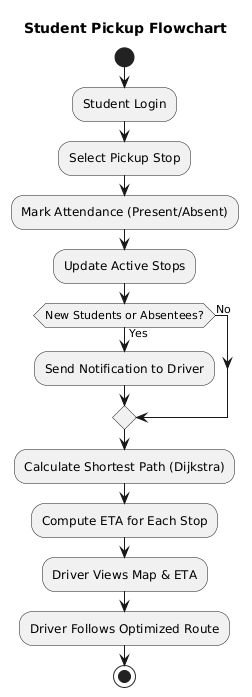 Student Pickup Flowchart
Student Login
Select Pickup Stop
Mark Attendance (Present/Absent)
Update Active Stops
New Students or Absentees?
No
Yes
Send Notification to Driver
Calculate Shortest Path (Dijkstra)
Compute ETA for Each Stop
Driver Views Map & ETA
Driver Follows Optimized Route